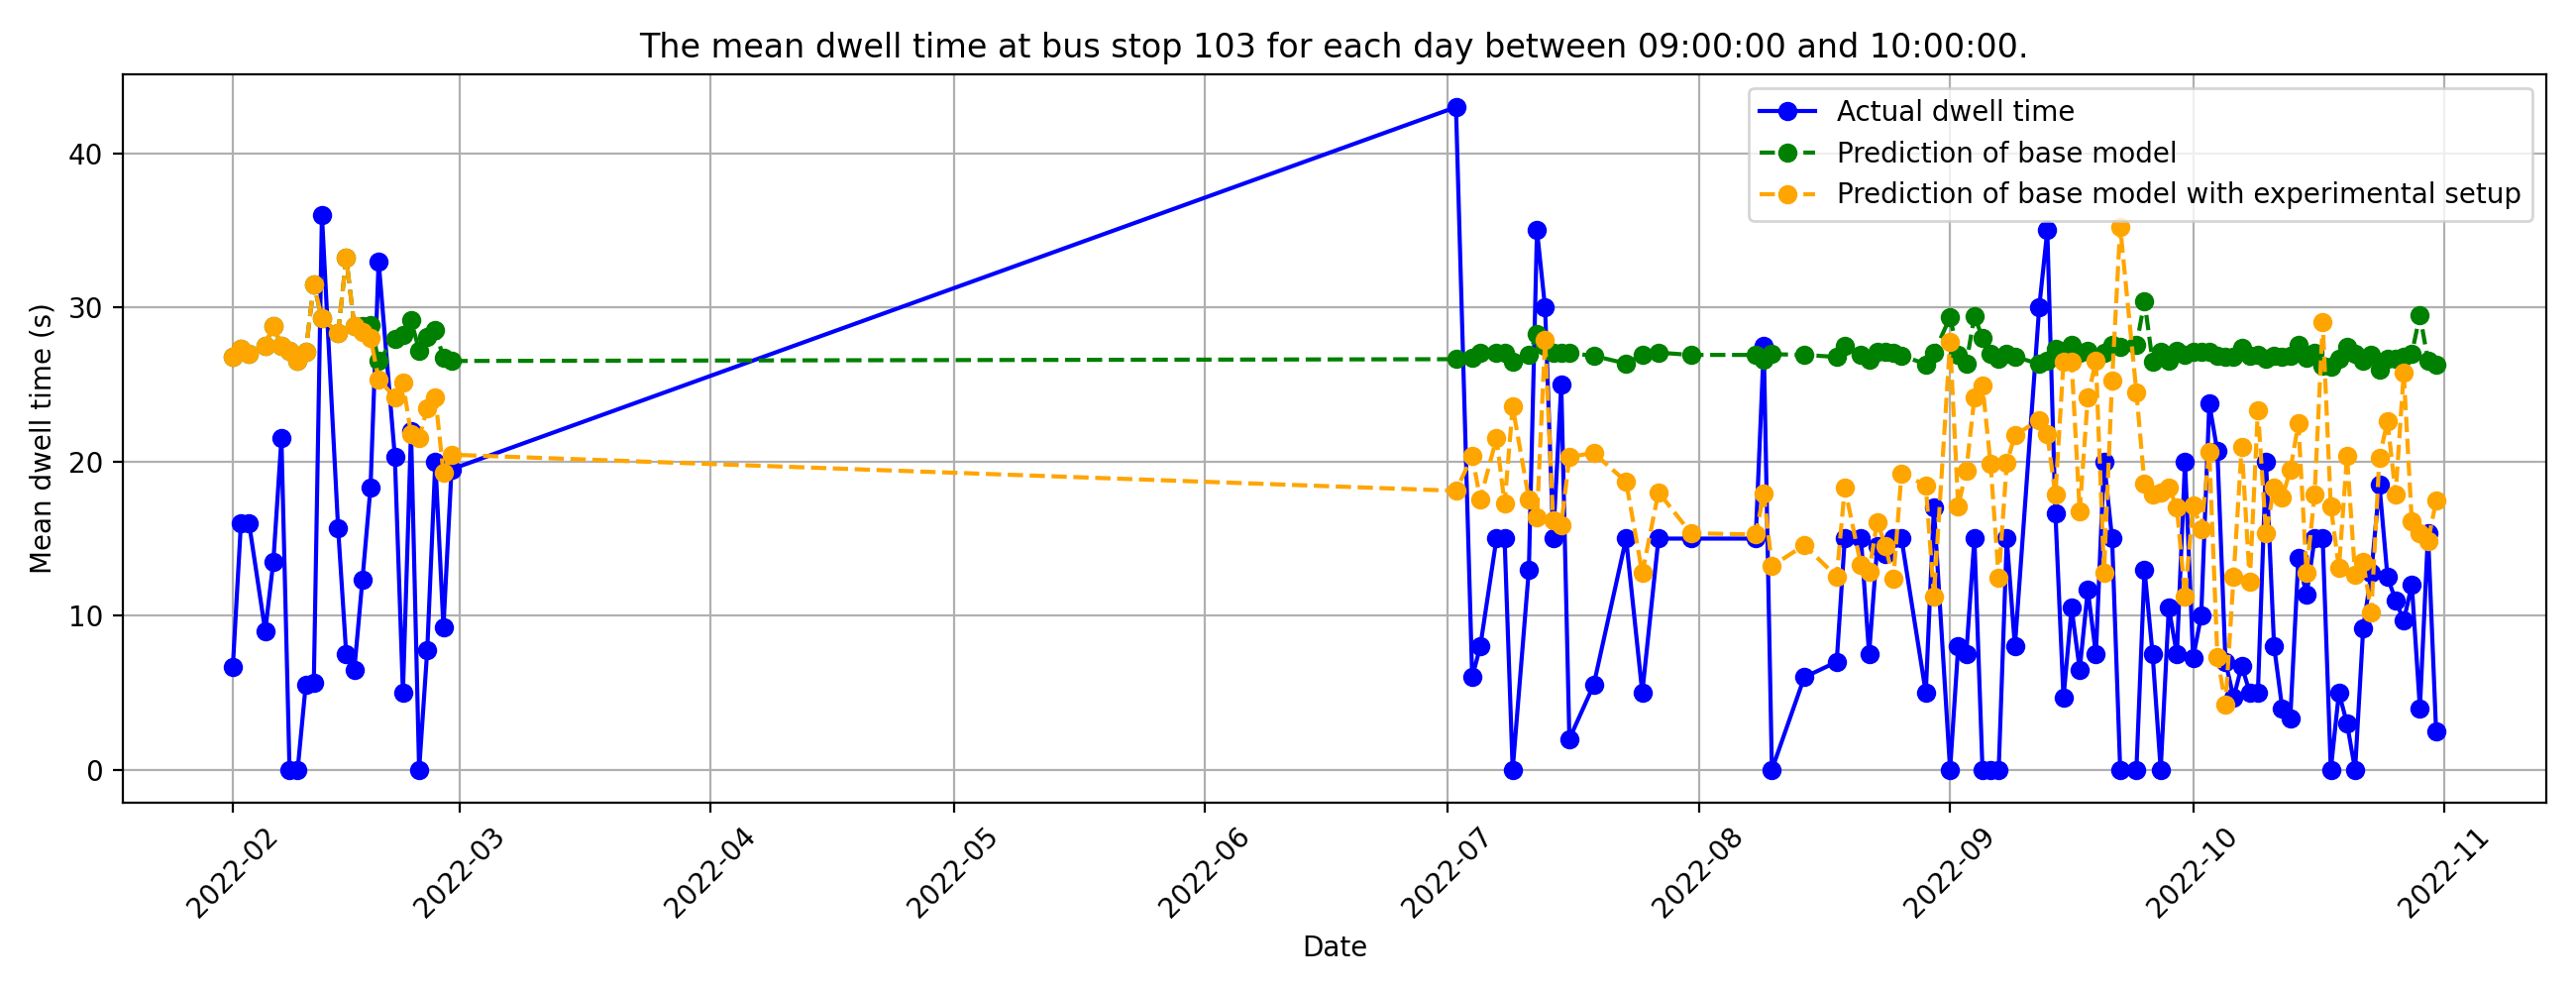 The mean dwell time at bus stop 103 for each day between 09:00:00 and 10:00:00.
Actual dwell time
Prediction of base model
Prediction of base model with experimental setup
Mean dwell time (s)
40
30
20
10
0
2022-02
2022-03
2022-04
2022-05
2022-06
2022-07
2022-08
2022-09
2022-10
2022-11
Date